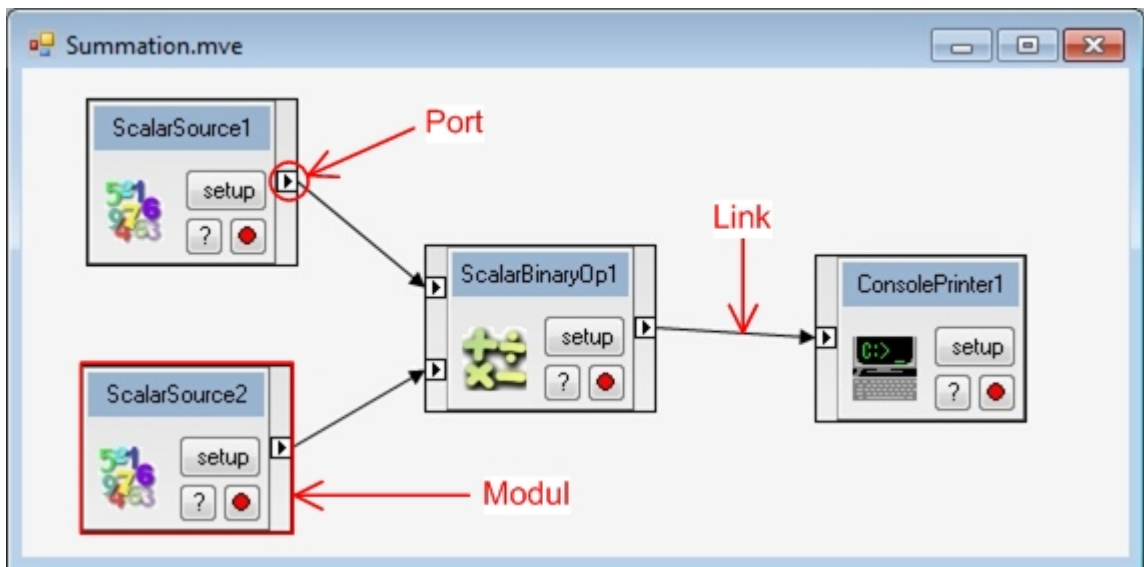 Summation.mve
ScalarSource1
setup
?
Port
ScalarBinaryOp1
setup
?
Link
ConsolePrinter1
C:>_
setup
?
ScalarSource2
setup
?
Modul